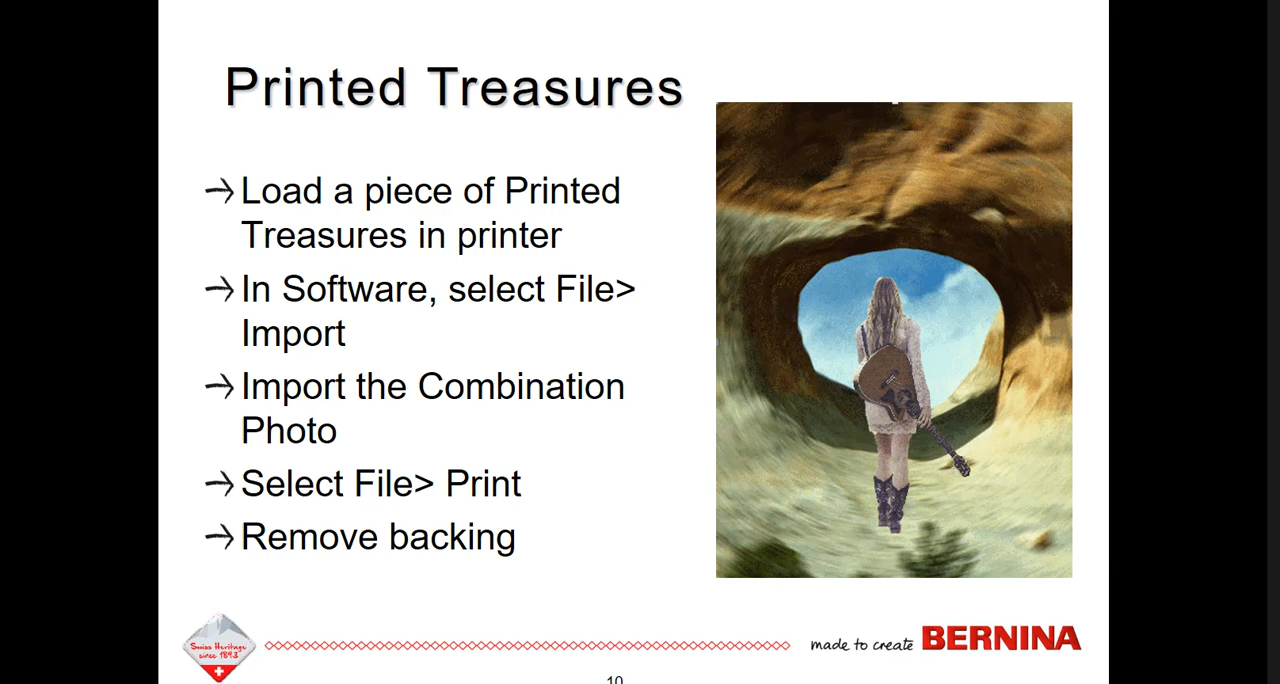 Printed Treasures
Load a piece of Printed
Treasures in printer
In Software, select File>
Import
Import the Combination
Photo
Select File> Print
Remove backing
Swiss Heritage
since 1893
made to create BERNINA
10